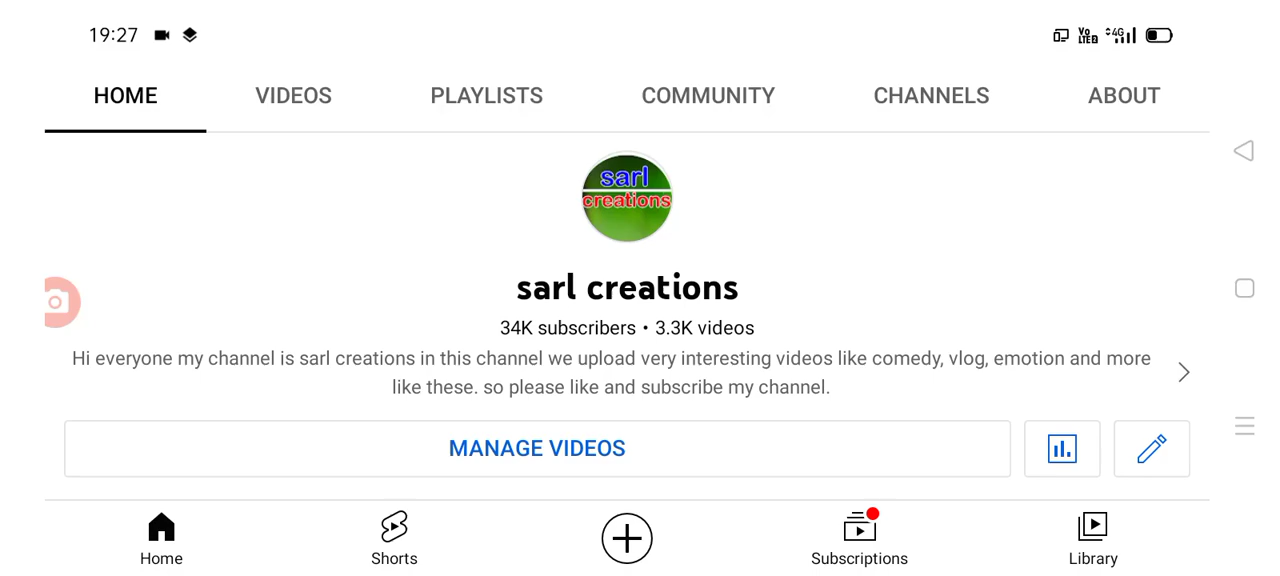 19:27
VoLTE2 4G
HOME VIDEOS PLAYLISTS COMMUNITY CHANNELS ABOUT
sarl
creations
sarl creations
34K subscribers • 3.3K videos
Hi everyone my channel is sarl creations in this channel we upload very interesting videos like comedy, vlog, emotion and more
like these. so please like and subscribe my channel.
MANAGE VIDEOS
Home Shorts Subscriptions Library